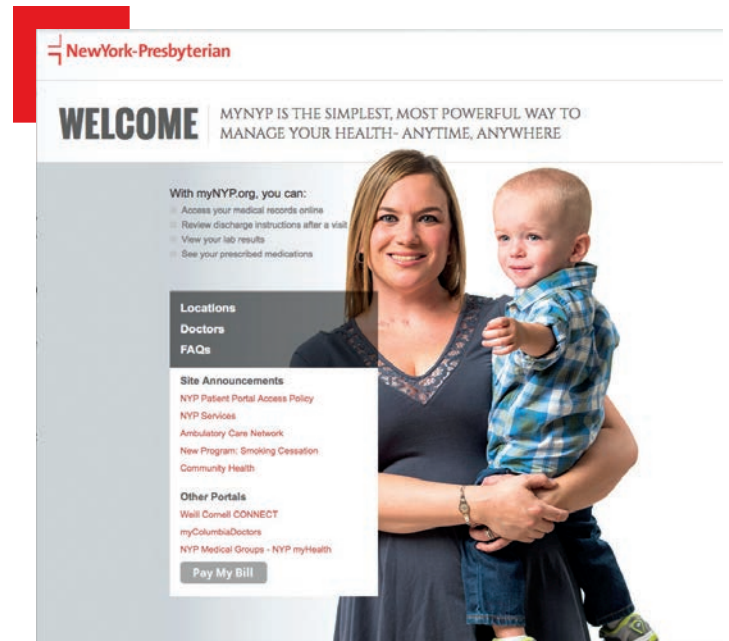 NewYork-Presbyterian
WELCOME
MYNYP IS THE SIMPLEST, MOST POWERFUL WAY TO
MANAGE YOUR HEALTH- ANYTIME, ANYWHERE
With myNYP.org, you can:
Access your medical records online
Review discharge instructions after a visit
View your lab results
See your prescribed medications
Locations
Doctors
FAQs
Site Announcements
NYP Patient Portal Access Policy
NYP Services
Ambulatory Care Network
New Program: Smoking Cessation
Community Health
Other Portals
Weill Cornell CONNECT
myColumbiaDoctors
NYP Medical Groups - NYP myHealth
Pay My Bill